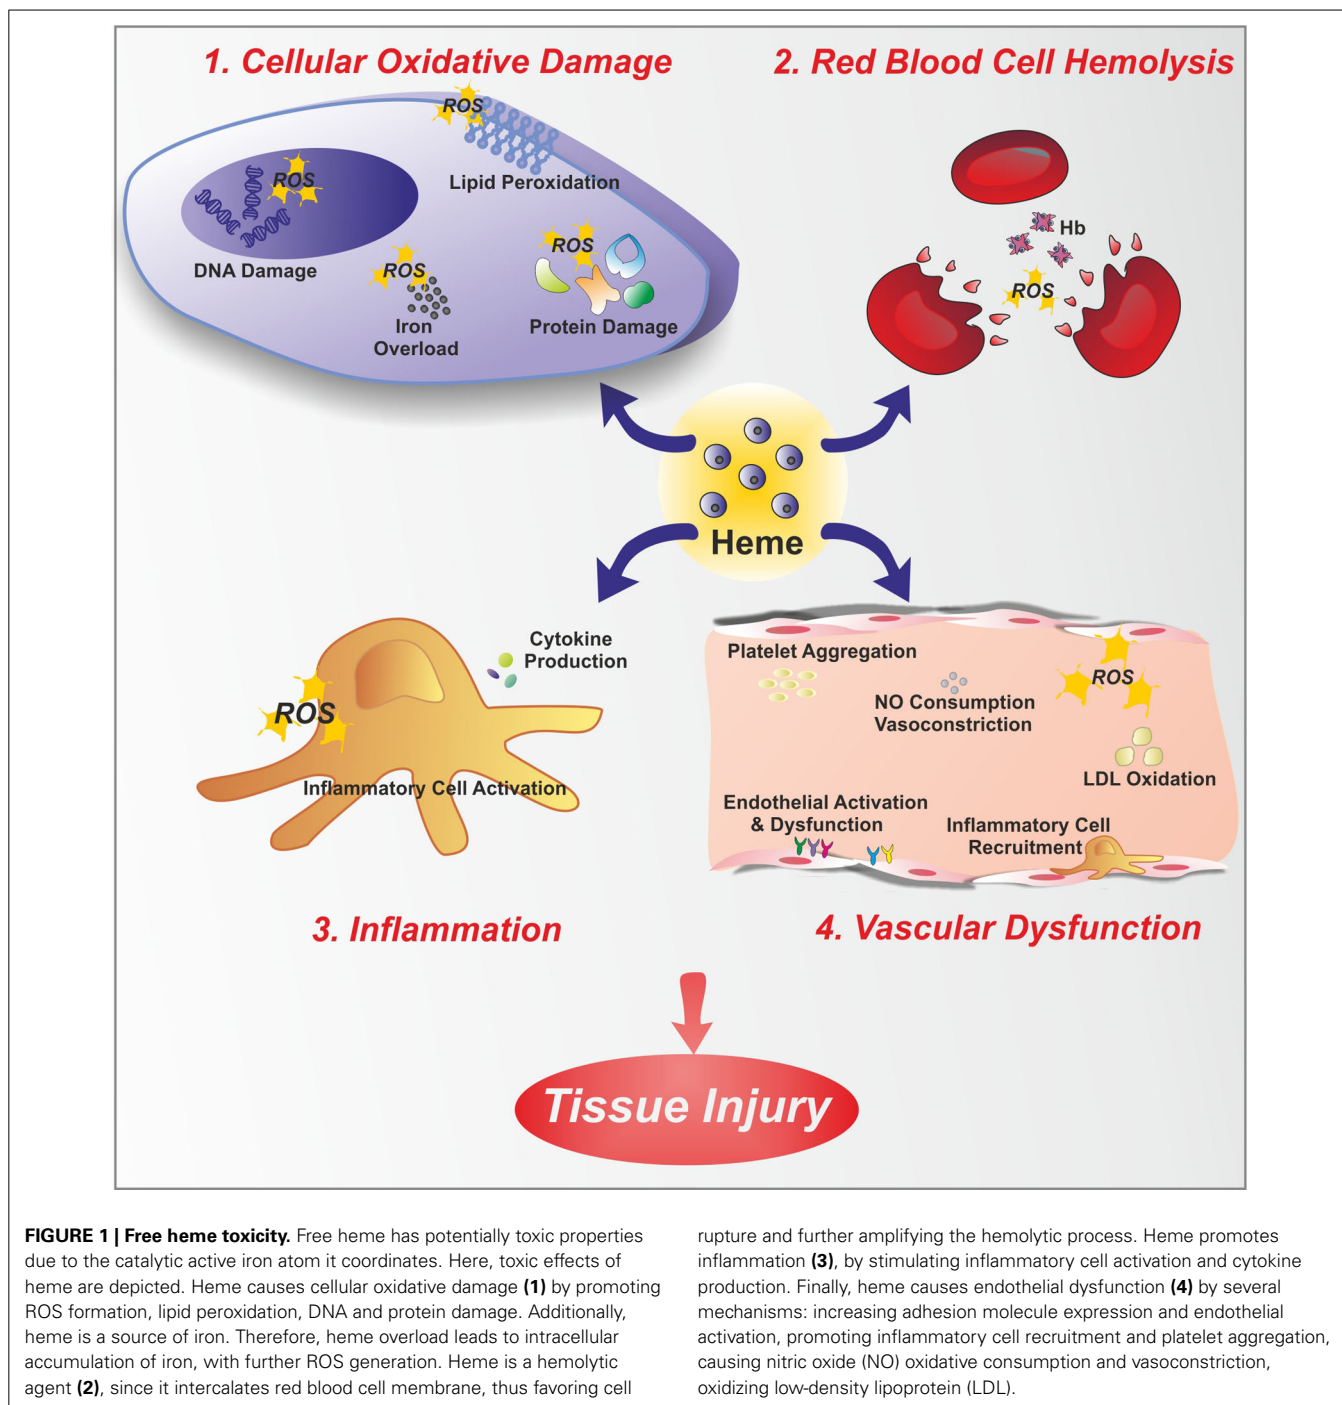 1. Cellular Oxidative Damage
2. Red Blood Cell Hemolysis
ROS
Lipid Peroxidation
ROS
DNA Damage
ROS
Iron
Overload
ROS
Protein Damage
Hb
ROS
Heme
Cytokine
Production
ROS
Inflammatory Cell Activation
Platelet Aggregation
NO Consumption
Vasoconstriction
ROS
LDL Oxidation
Endothelial Activation
& Dysfunction
Inflammatory Cell
Recruitment
3. Inflammation
4. Vascular Dysfunction
Tissue Injury
FIGURE 1 | Free heme toxicity. Free heme has potentially toxic properties
due to the catalytic active iron atom it coordinates. Here, toxic effects of
heme are depicted. Heme causes cellular oxidative damage (1) by promoting
ROS formation, lipid peroxidation, DNA and protein damage. Additionally,
heme is a source of iron. Therefore, heme overload leads to intracellular
accumulation of iron, with further ROS generation. Heme is a hemolytic
agent (2), since it intercalates red blood cell membrane, thus favoring cell
rupture and further amplifying the hemolytic process. Heme promotes
inflammation (3), by stimulating inflammatory cell activation and cytokine
production. Finally, heme causes endothelial dysfunction (4) by several
mechanisms: increasing adhesion molecule expression and endothelial
activation, promoting inflammatory cell recruitment and platelet aggregation,
causing nitric oxide (NO) oxidative consumption and vasoconstriction,
oxidizing low-density lipoprotein (LDL).